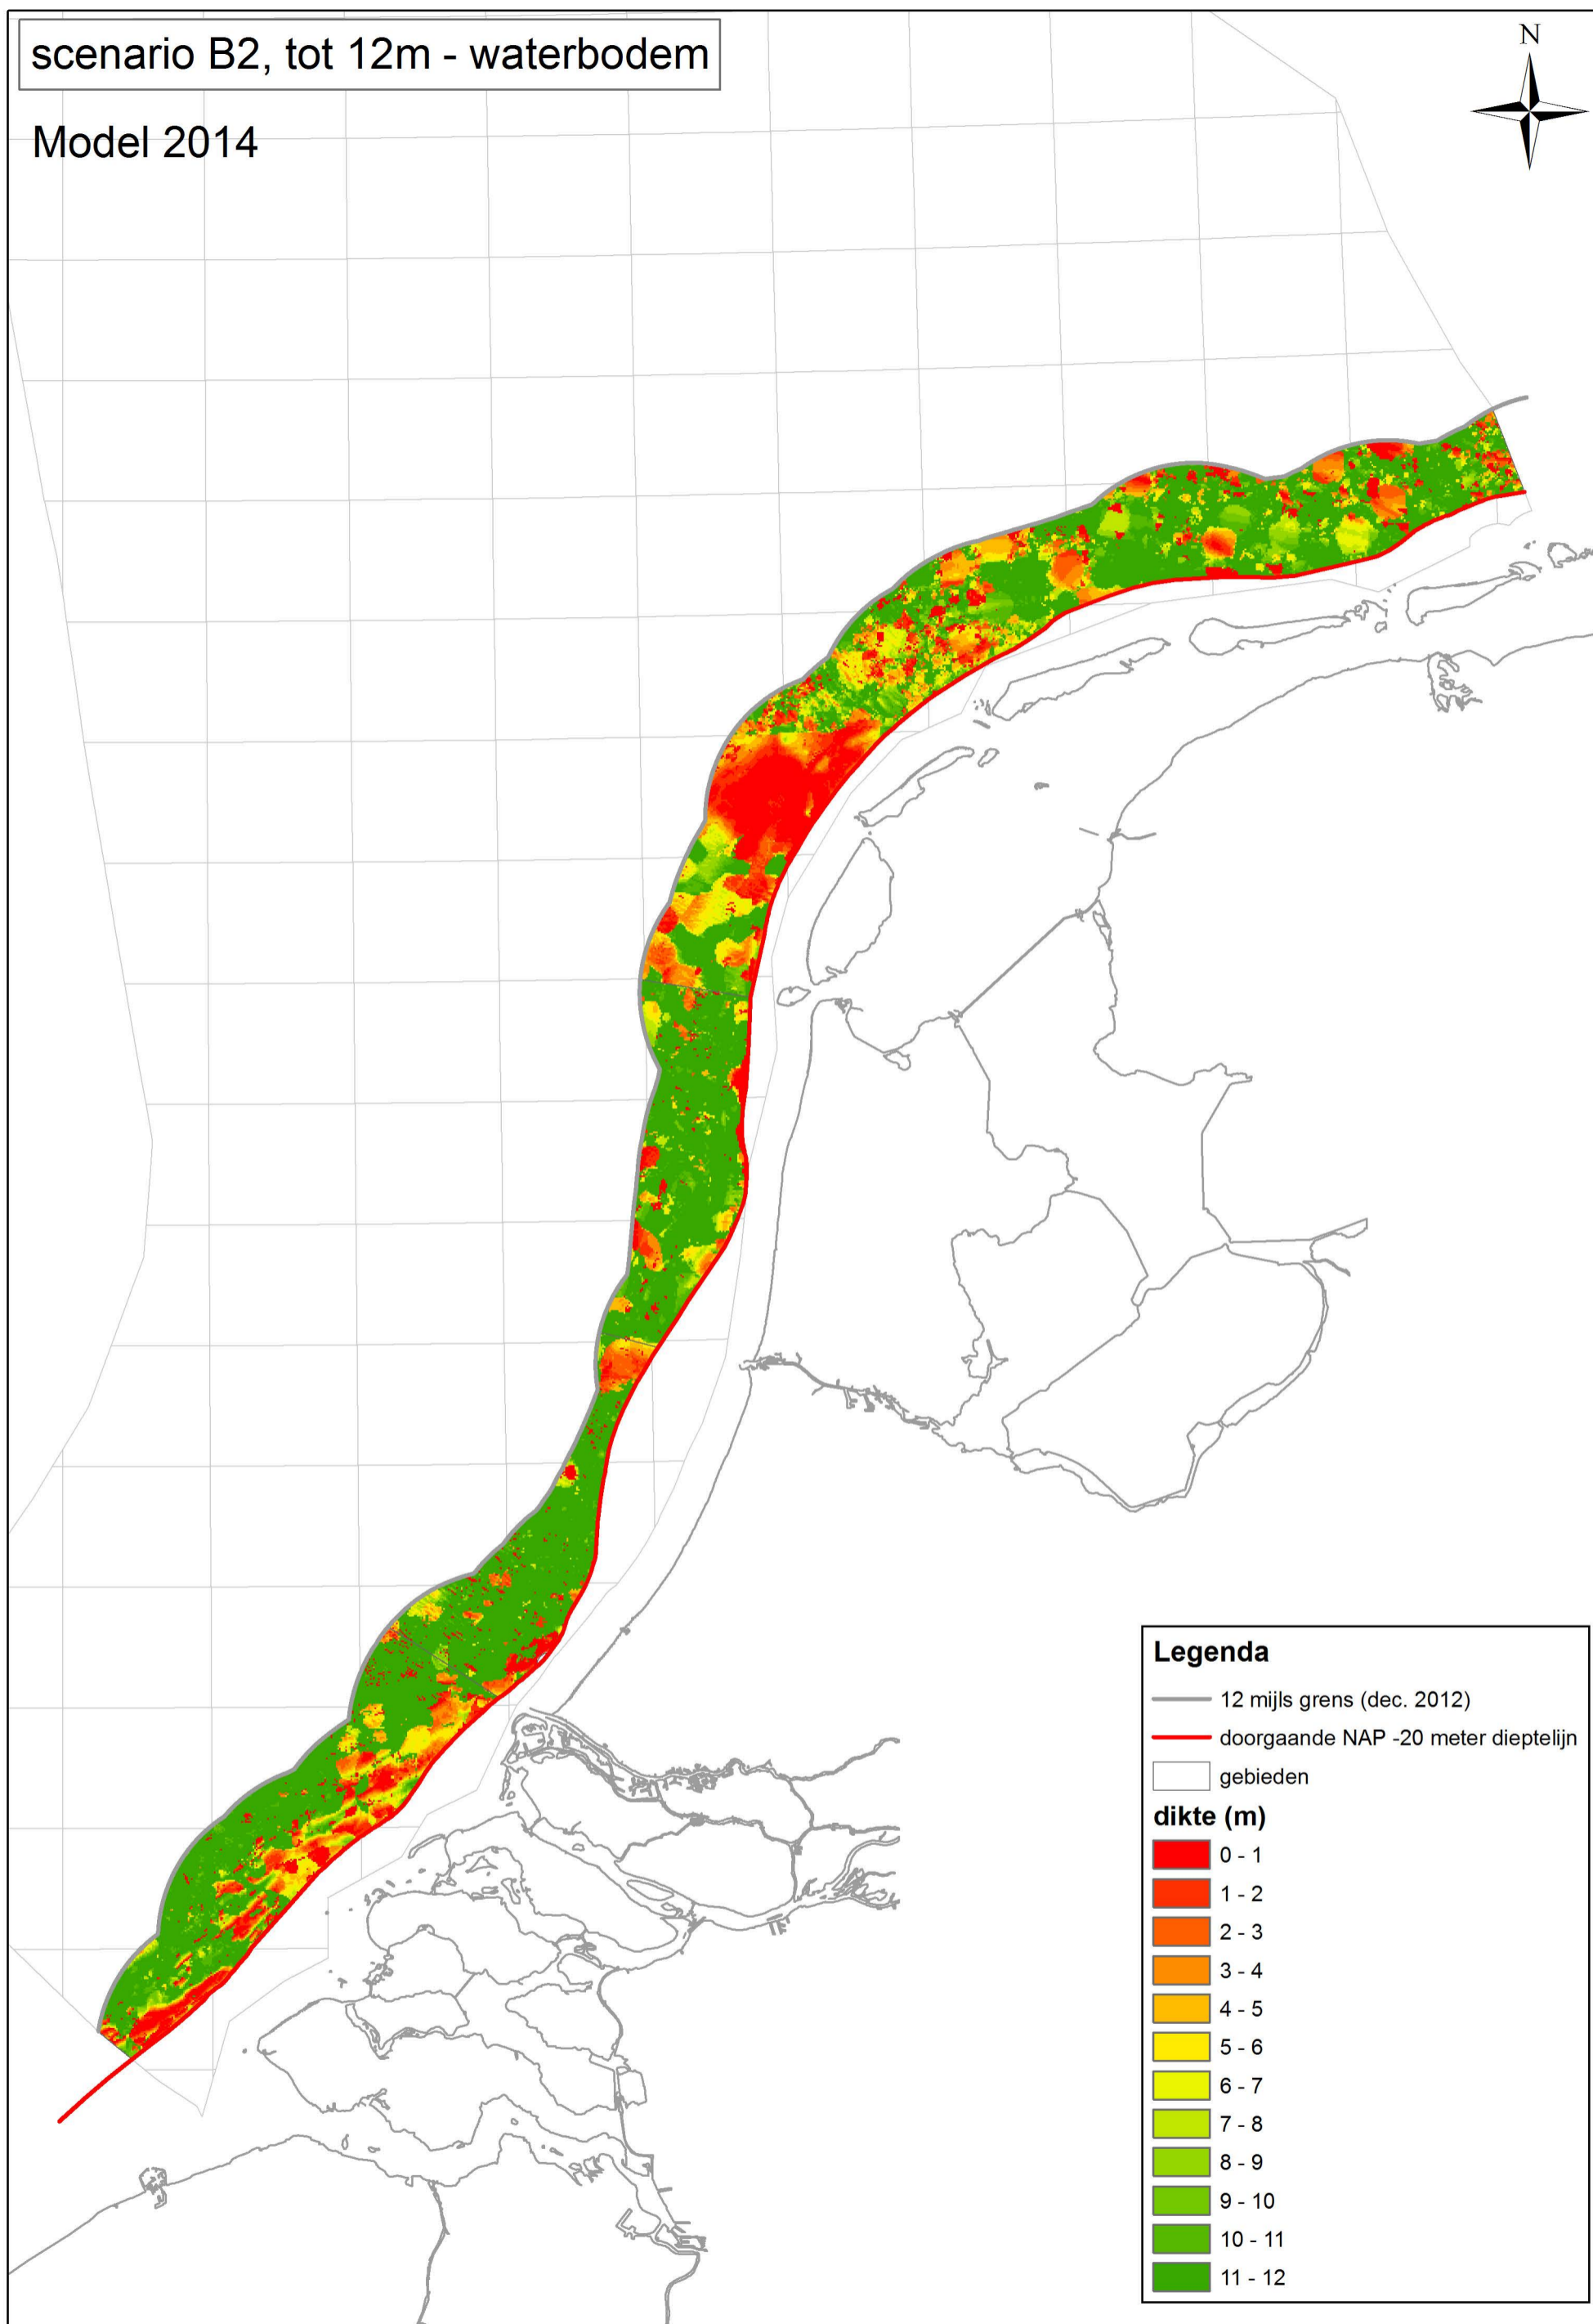 scenario B2, tot 12m - waterbodem
Model 2014
N
Legenda
12 mijls grens (dec. 2012)
doorgaande NAP -20 meter dieptelijn
gebieden
dikte (m)
0 - 1
1 - 2
2 - 3
3 - 4
4 - 5
5 - 6
6 - 7
7 - 8
8 - 9
9 - 10
10 - 11
11 - 12